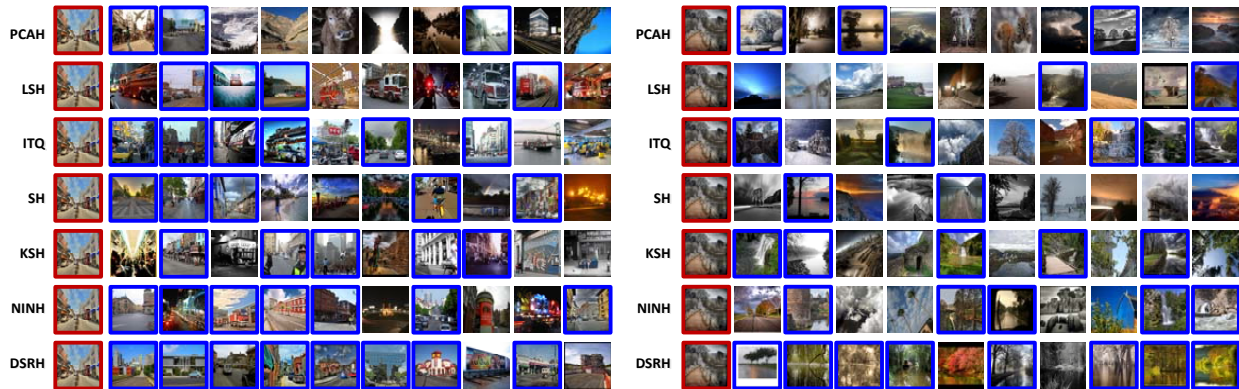 PCAH
LSH
ITQ
SH
KSH
NINH
DSRH
PCAH
LSH
ITQ
SH
KSH
NINH
DSRH